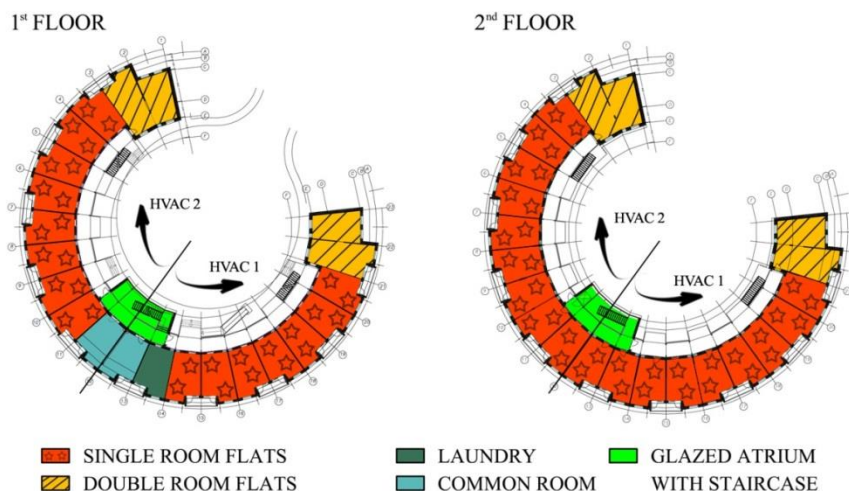 1st FLOOR
2nd FLOOR
HVAC 2
HVAC 1
HVAC 2
HVAC 1
SINGLE ROOM FLATS
DOUBLE ROOM FLATS
LAUNDRY
COMMON ROOM
GLAZED ATRIUM
WITH STAIRCASE